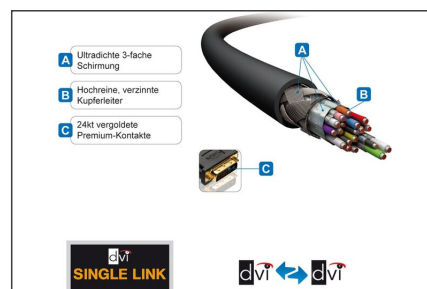 A
Ultradichte 3-fache
Schirmung
B
Hochreine, verzinnte
Kupferleiter
C
24kt vergoldete
Premium-Kontakte
A
B
C
dvi
SINGLE LINK
dvi
dvi